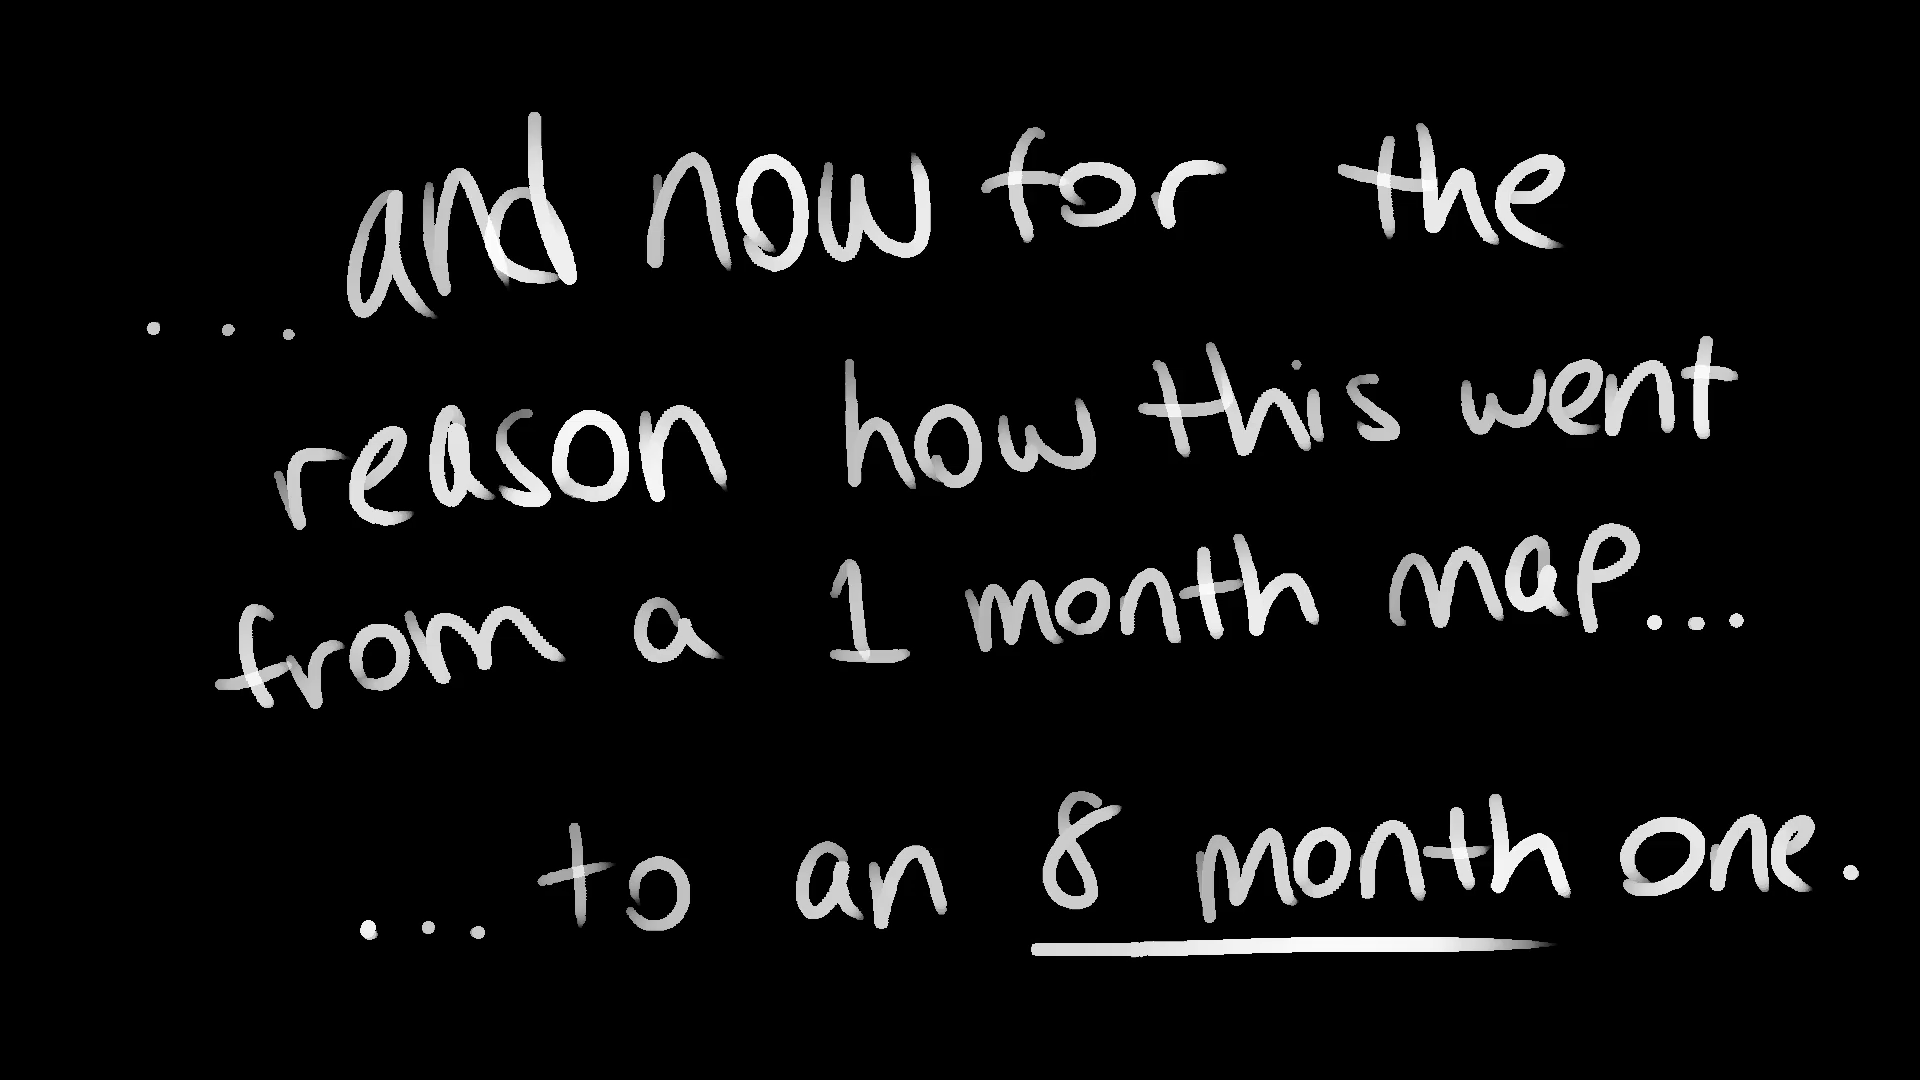 ...and now for the
reason how this went
from a 1 month map...
...to an 8 month one.